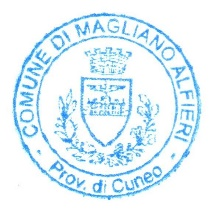 COMUNE DI MAGLIANO ALFIERI
Prov. di Cuneo